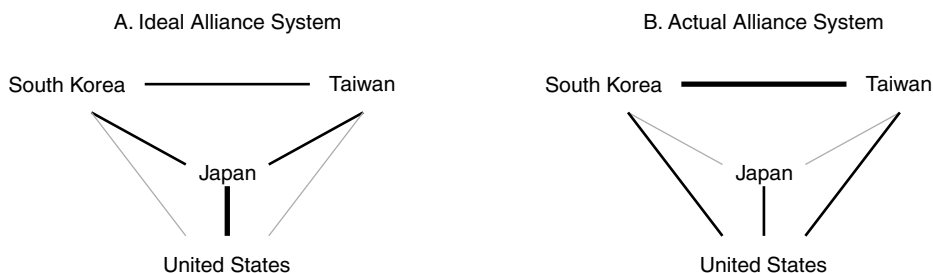 A. Ideal Alliance System
B. Actual Alliance System
South Korea
Taiwan
South Korea
Taiwan
Japan
Japan
United States
United States